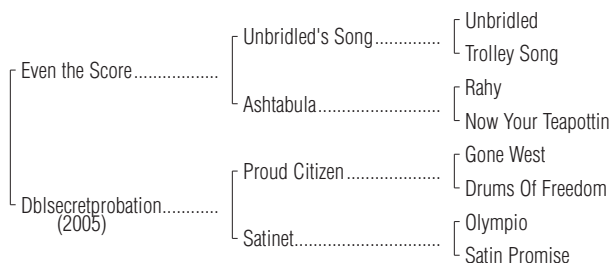 Unbridled
Unbridled's Song
Trolley Song
Even the Score
Rahy
Ashtabula
Now Your Teapottin
Gone West
Proud Citizen
Drums Of Freedom
Dblsecretprobation
(2005)
Olympio
Satinet
Satin Promise